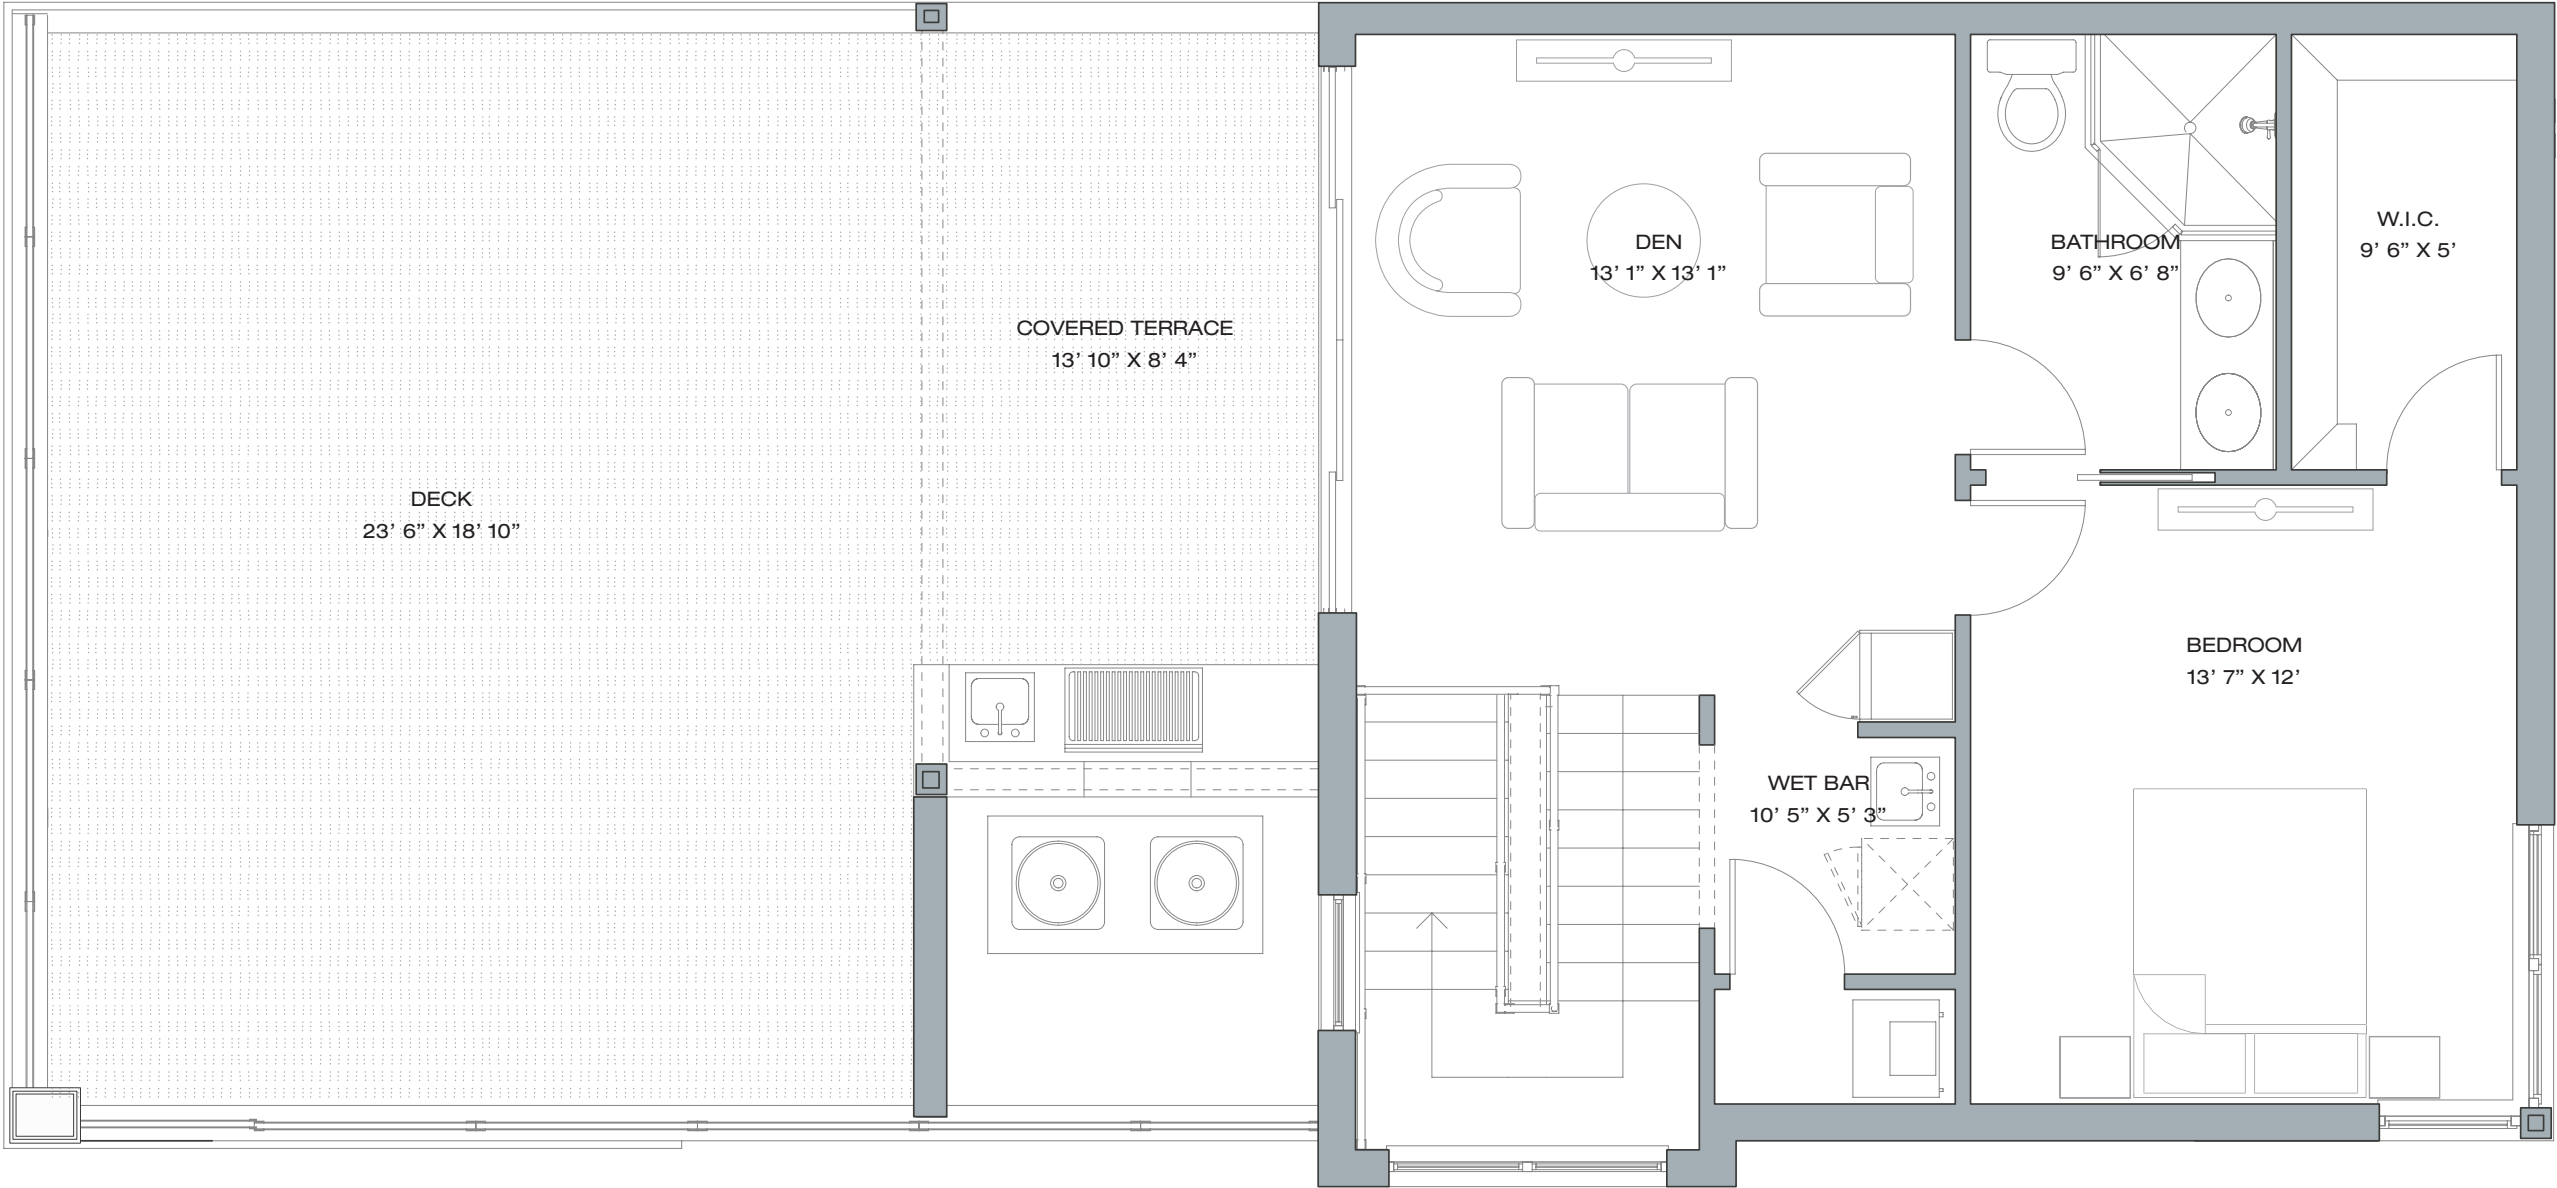 DECK
23’ 6” X 18’ 10”
COVERED TERRACE
13’ 10” X 8’ 4”
DEN
13’ 1” X 13’ 1”
BATHROOM
9’ 6” X 6’ 8”
W.I.C.
9’ 6” X 5’
BEDROOM
13’ 7” X 12’
WET BAR
10’ 5” X 5’ 3”